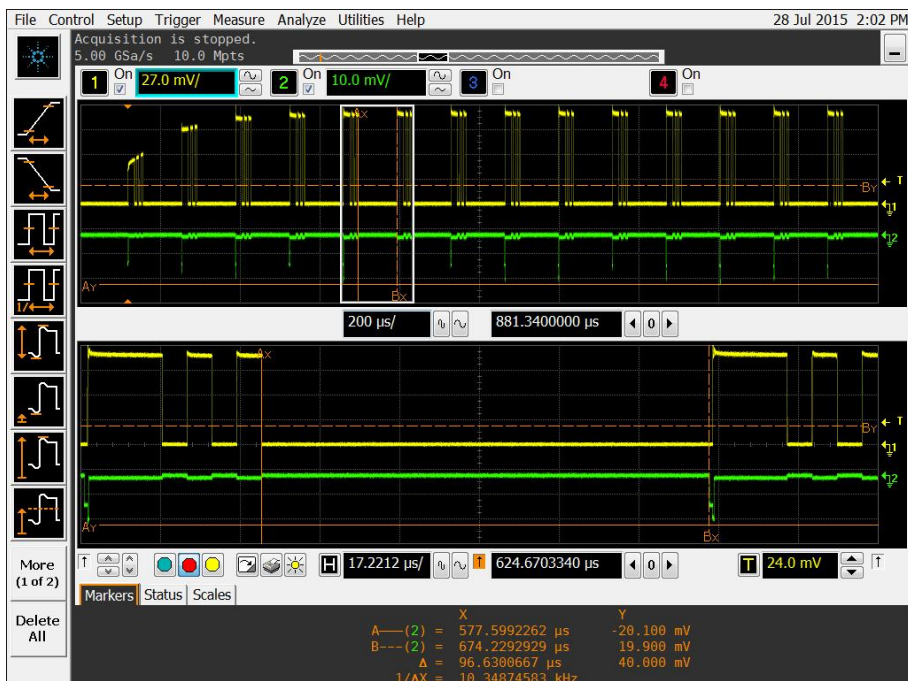 File Control Setup Trigger Measure Analyze Utilities Help 28 Jul 2015 2:02 PM
Acquisition is stopped.
5.00 GSa/s 10.0 Mpts
1 On 27.0 mV/ 2 On 10.0 mV/ 3 On 4 On
Ax
T
BY
1
2
AY
Bx
1/
200 µs/ 881.3400000 µs 0
Ax
T
BY
1
2
AY
Bx
More
(1 of 2)
H 17.2212 µs/ 624.6703340 µs 0 T 24.0 mV
Markers Status Scales
Delete
All
X Y
A——(2) = 577.5992262 µs -20.100 mV
B---(2) = 674.2292929 µs 19.900 mV
Δ = 96.6300667 µs 40.000 mV
1/ΔX = 10.34874583 kHz